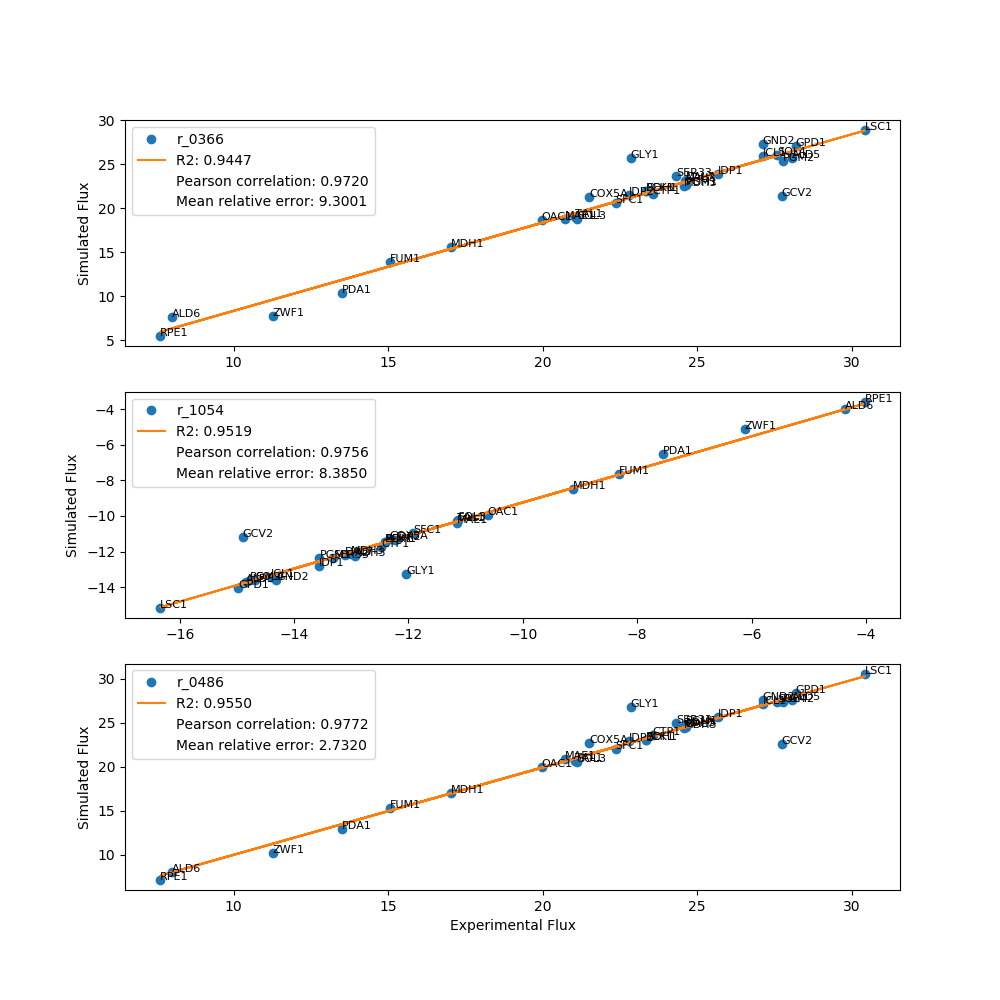 30
25
20
15
10
5
Simulated Flux
r_0366
R2: 0.9447
Pearson correlation: 0.9720
Mean relative error: 9.3001
RPE1
ALD6
ZWF1
PDA1
FUM1
MDH1
OAC1
COX5A
SFC1
GLY1
SER33
IDP1
GND2
GPD1
GCV2
LSC1
10 15 20 25 30
−4
−6
−8
−10
−12
−14
Simulated Flux
r_1054
R2: 0.9519
Pearson correlation: 0.9756
Mean relative error: 8.3850
RPE1
ALD6
ZWF1
PDA1
FUM1
MDH1
OAC1
SFC1
MAE1
GCV2
GLY1
IDP1
GPD1
LSC1
−16 −14 −12 −10 −8 −6 −4
30
25
20
15
10
Simulated Flux
r_0486
R2: 0.9550
Pearson correlation: 0.9772
Mean relative error: 2.7320
RPE1
ALD6
ZWF1
PDA1
FUM1
MDH1
OAC1
MAE1
COX5A
SFC1
GLY1
CTP1
IDP1
GPD1
GCV2
LSC1
10 15 20 25 30
Experimental Flux